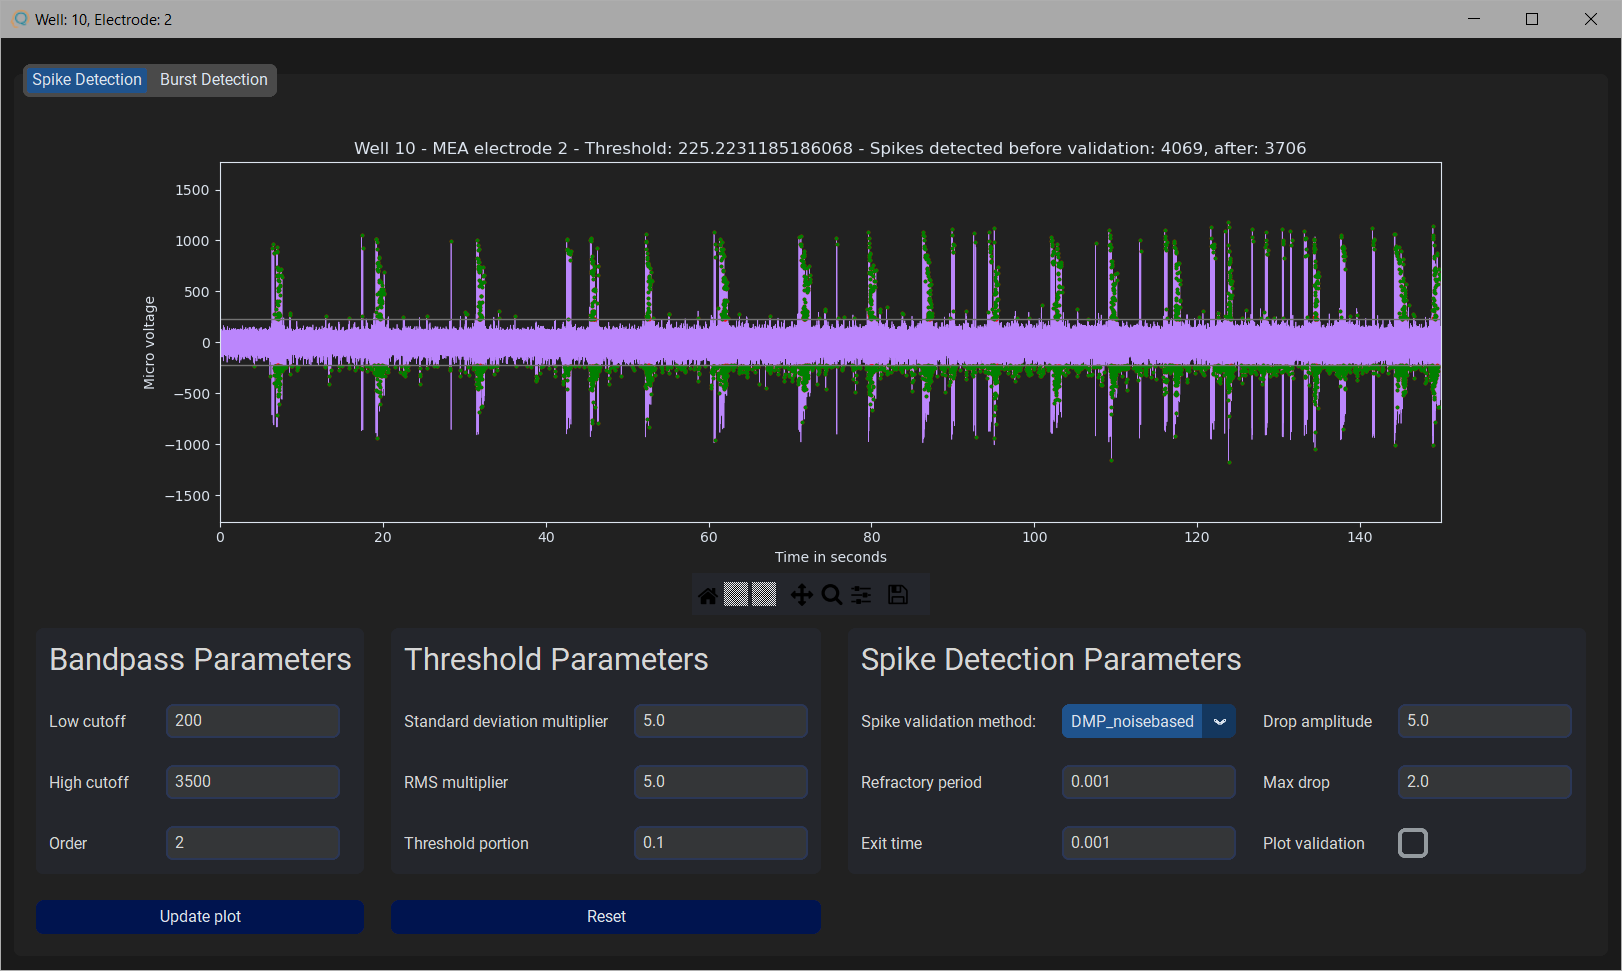 Well: 10, Electrode: 2
Spike Detection Burst Detection
Well 10 - MEA electrode 2 - Threshold: 225.2231185186068 - Spikes detected before validation: 4069, after: 3706
Micro voltage
1500
1000
500
0
−500
−1000
−1500
0 20 40 60 80 100 120 140
Time in seconds
Bandpass Parameters
Low cutoff 200
High cutoff 3500
Order 2
Threshold Parameters
Standard deviation multiplier 5.0
RMS multiplier 5.0
Threshold portion 0.1
Spike Detection Parameters
Spike validation method: DMP_noisebased Drop amplitude 5.0
Refractory period 0.001 Max drop 2.0
Exit time 0.001 Plot validation
Update plot Reset